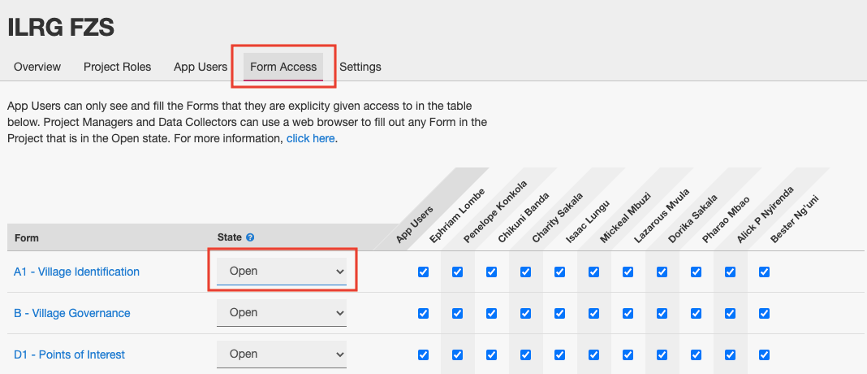 ILRG FZS
Overview Project Roles App Users Form Access Settings
App Users can only see and fill the Forms that they are explicity given access to in the table
below. Project Managers and Data Collectors can use a web browser to fill out any Form in the
Project that is in the Open state. For more information, click here.
Form State ?
App Users
Ephriam Lombe
Penelope Konkola
Chikuni Banda
Charity Sakala
Isaac Lungu
Mickeal Mbuzi
Lazarous Mvula
Dorika Sakala
Pharao Mbao
Alick P Nyirenda
Bester Ng'uni
A1 - Village Identification Open
B - Village Governance Open
D1 - Points of Interest Open